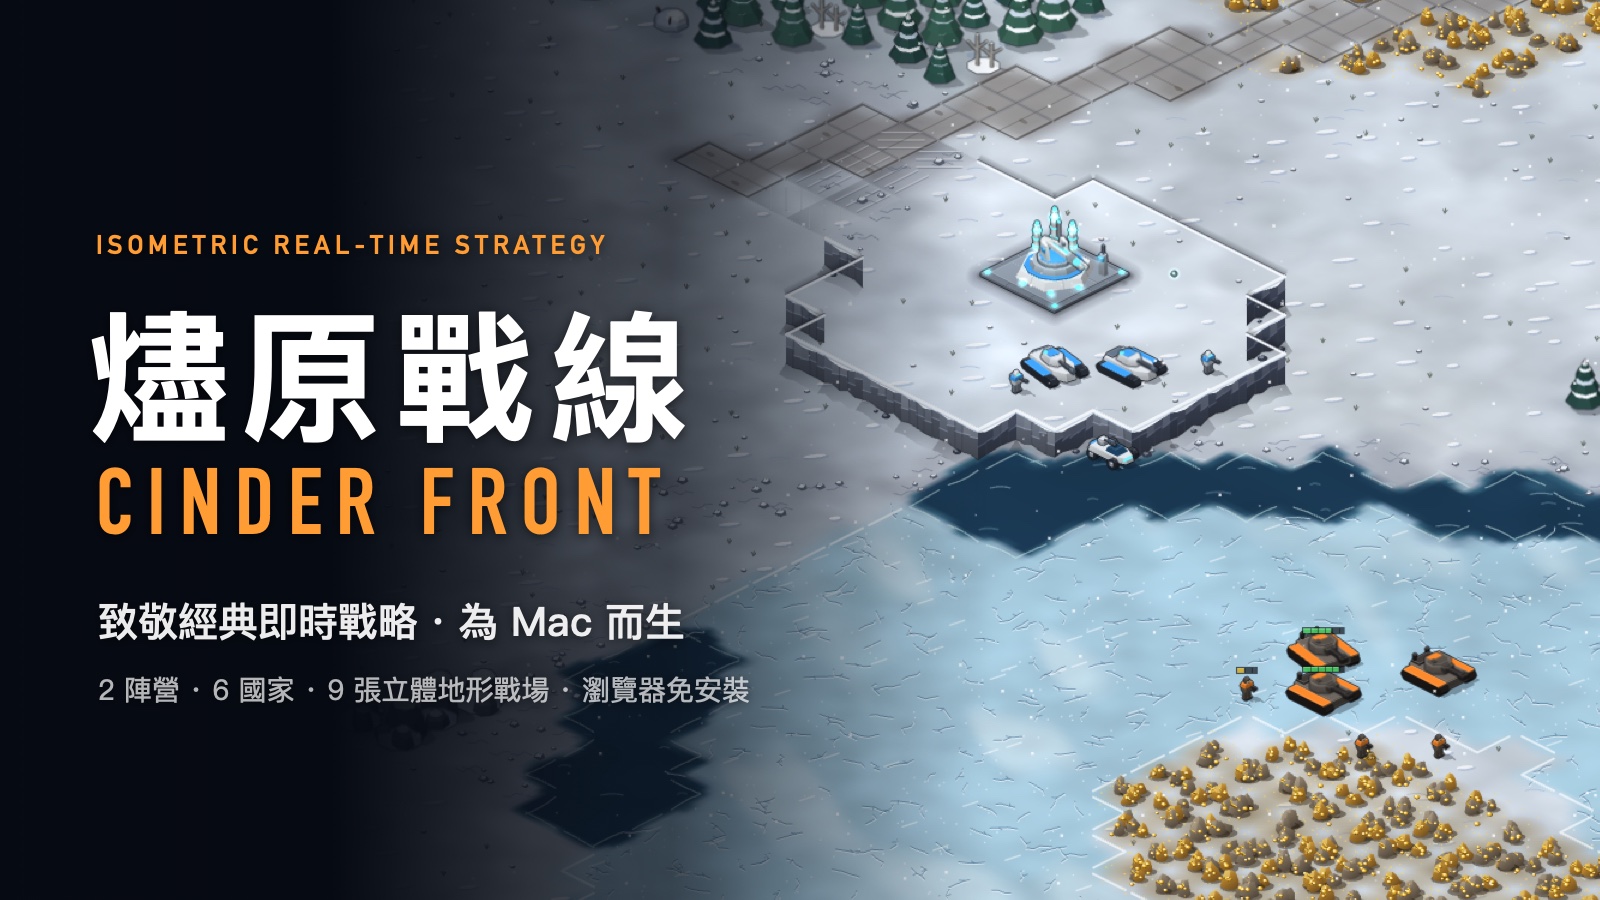 ISOMETRIC REAL-TIME STRATEGY
燼原戰線
CINDER FRONT
致敬經典即時戰略 · 為 Mac 而生
2 陣營 · 6 國家 · 9 張立體地形戰場 · 瀏覽器免安裝